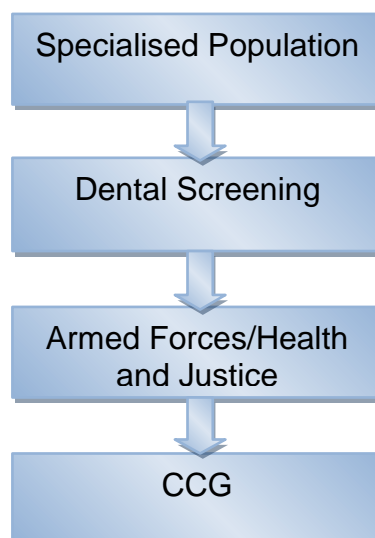 Specialised Population
Dental Screening
Armed Forces/Health
and Justice
CCG